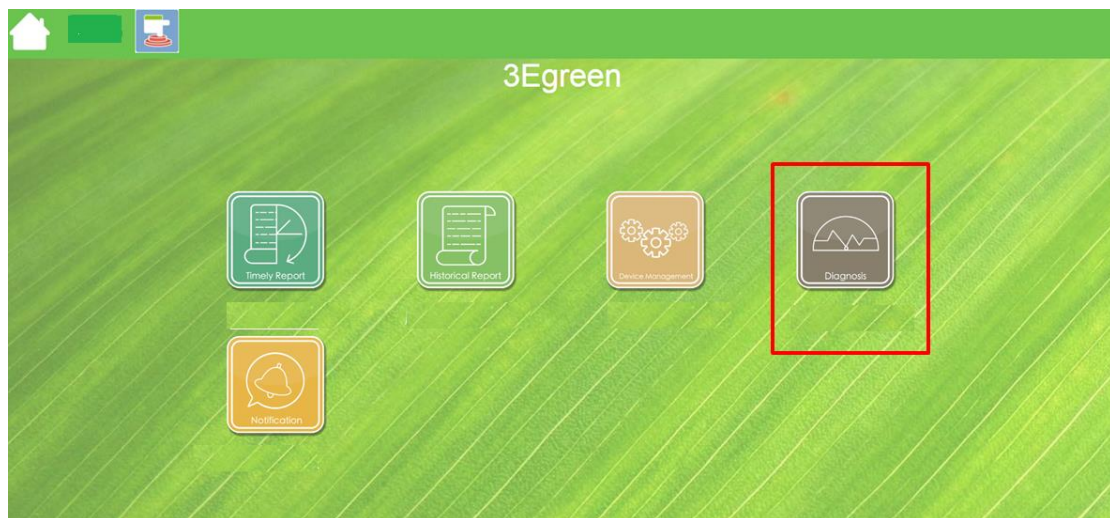 3Egreen
Timely Report
Historical Report
Device Management
Diagnosis
Notification